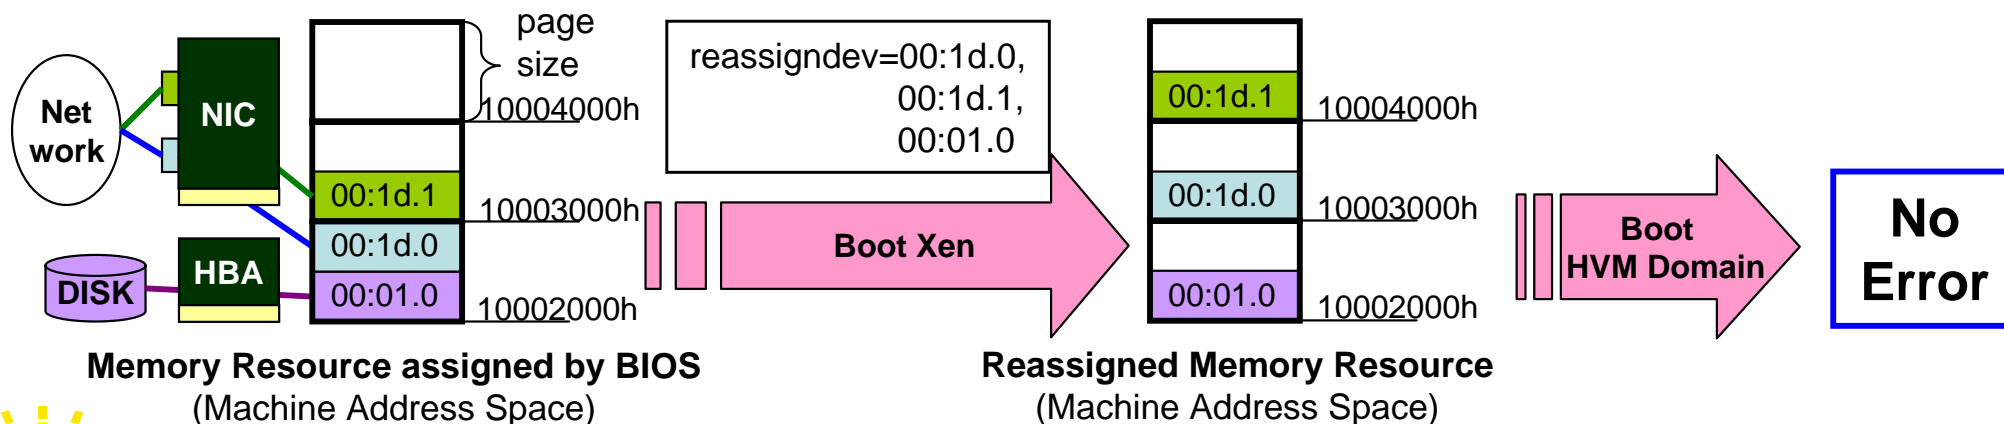 Net
work
NIC
HBA
DISK
00:1d.1
00:1d.0
00:01.0
page
size
10004000h
10003000h
10002000h
Memory Resource assigned by BIOS
(Machine Address Space)
reassigndev=00:1d.0,
00:1d.1,
00:01.0
Boot Xen
00:1d.1
00:1d.0
00:01.0
10004000h
10003000h
10002000h
Reassigned Memory Resource
(Machine Address Space)
Boot
HVM Domain
No
Error